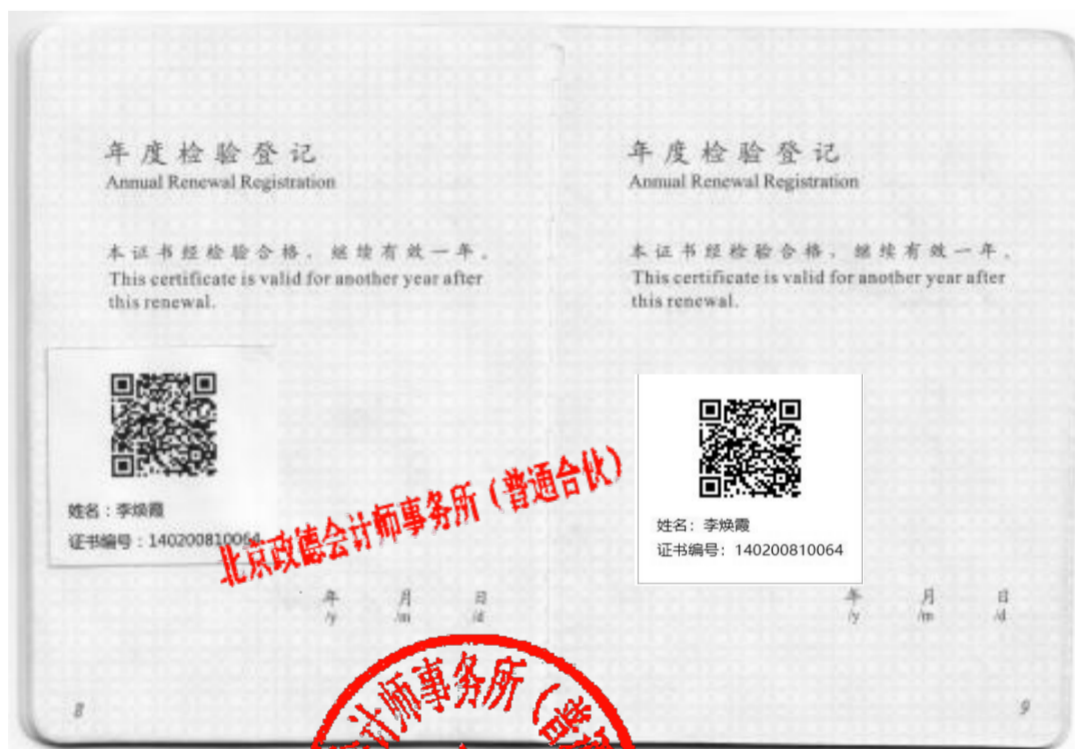 年度检验登记
Annual Renewal Registration
本证书经检验合格，继续有效一年。
This certificate is valid for another year after
this renewal.
姓名：李焕霞
证书编号：140200810064
年 月 日
/y /m /d
8
年度检验登记
Annual Renewal Registration
本证书经检验合格，继续有效一年。
This certificate is valid for another year after
this renewal.
姓名：李焕霞
证书编号：140200810064
年 月 日
/y /m /d
9
北京政德会计师事务所（普通合伙）
计师事务所（普通